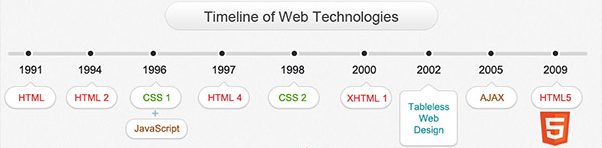 Timeline of Web Technologies
1991 1994 1996 1997 1998 2000 2002 2005 2009
HTML HTML 2 CSS 1 HTML 4 CSS 2 XHTML 1 Tableless AJAX HTML5
Web
+
Design
JavaScript
5